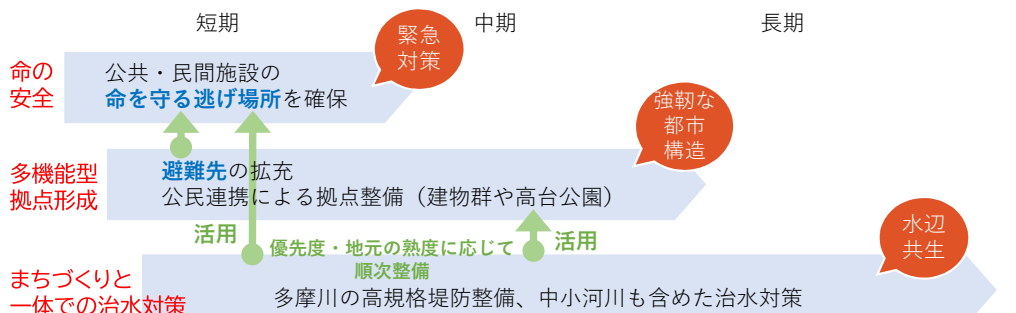 短期
中期
長期
緊急
対策
命の
安全
公共・民間施設の
命を守る逃げ場所を確保
強靭な
都市
構造
多機能型
拠点形成
避難先の拡充
公民連携による拠点整備（建物群や高台公園）
活用
優先度・地元の熟度に応じて
順次整備
活用
水辺
共生
まちづくりと
一体での治水対策
多摩川の高規格堤防整備、中小河川も含めた治水対策